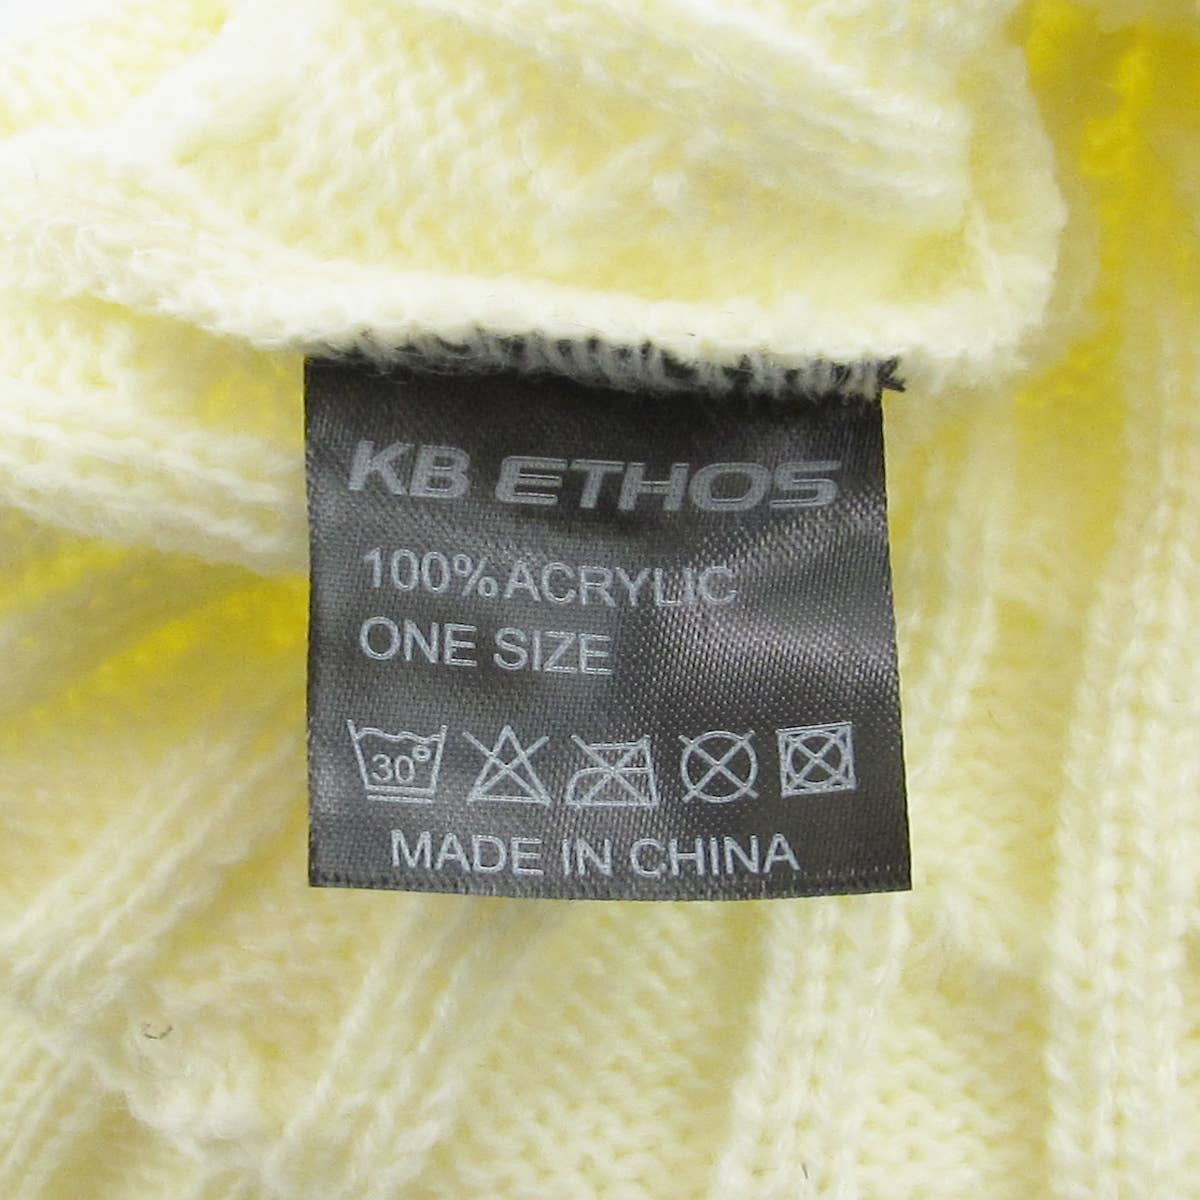 KB ETHOS
100% ACRYLIC
ONE SIZE
30°
MADE IN CHINA